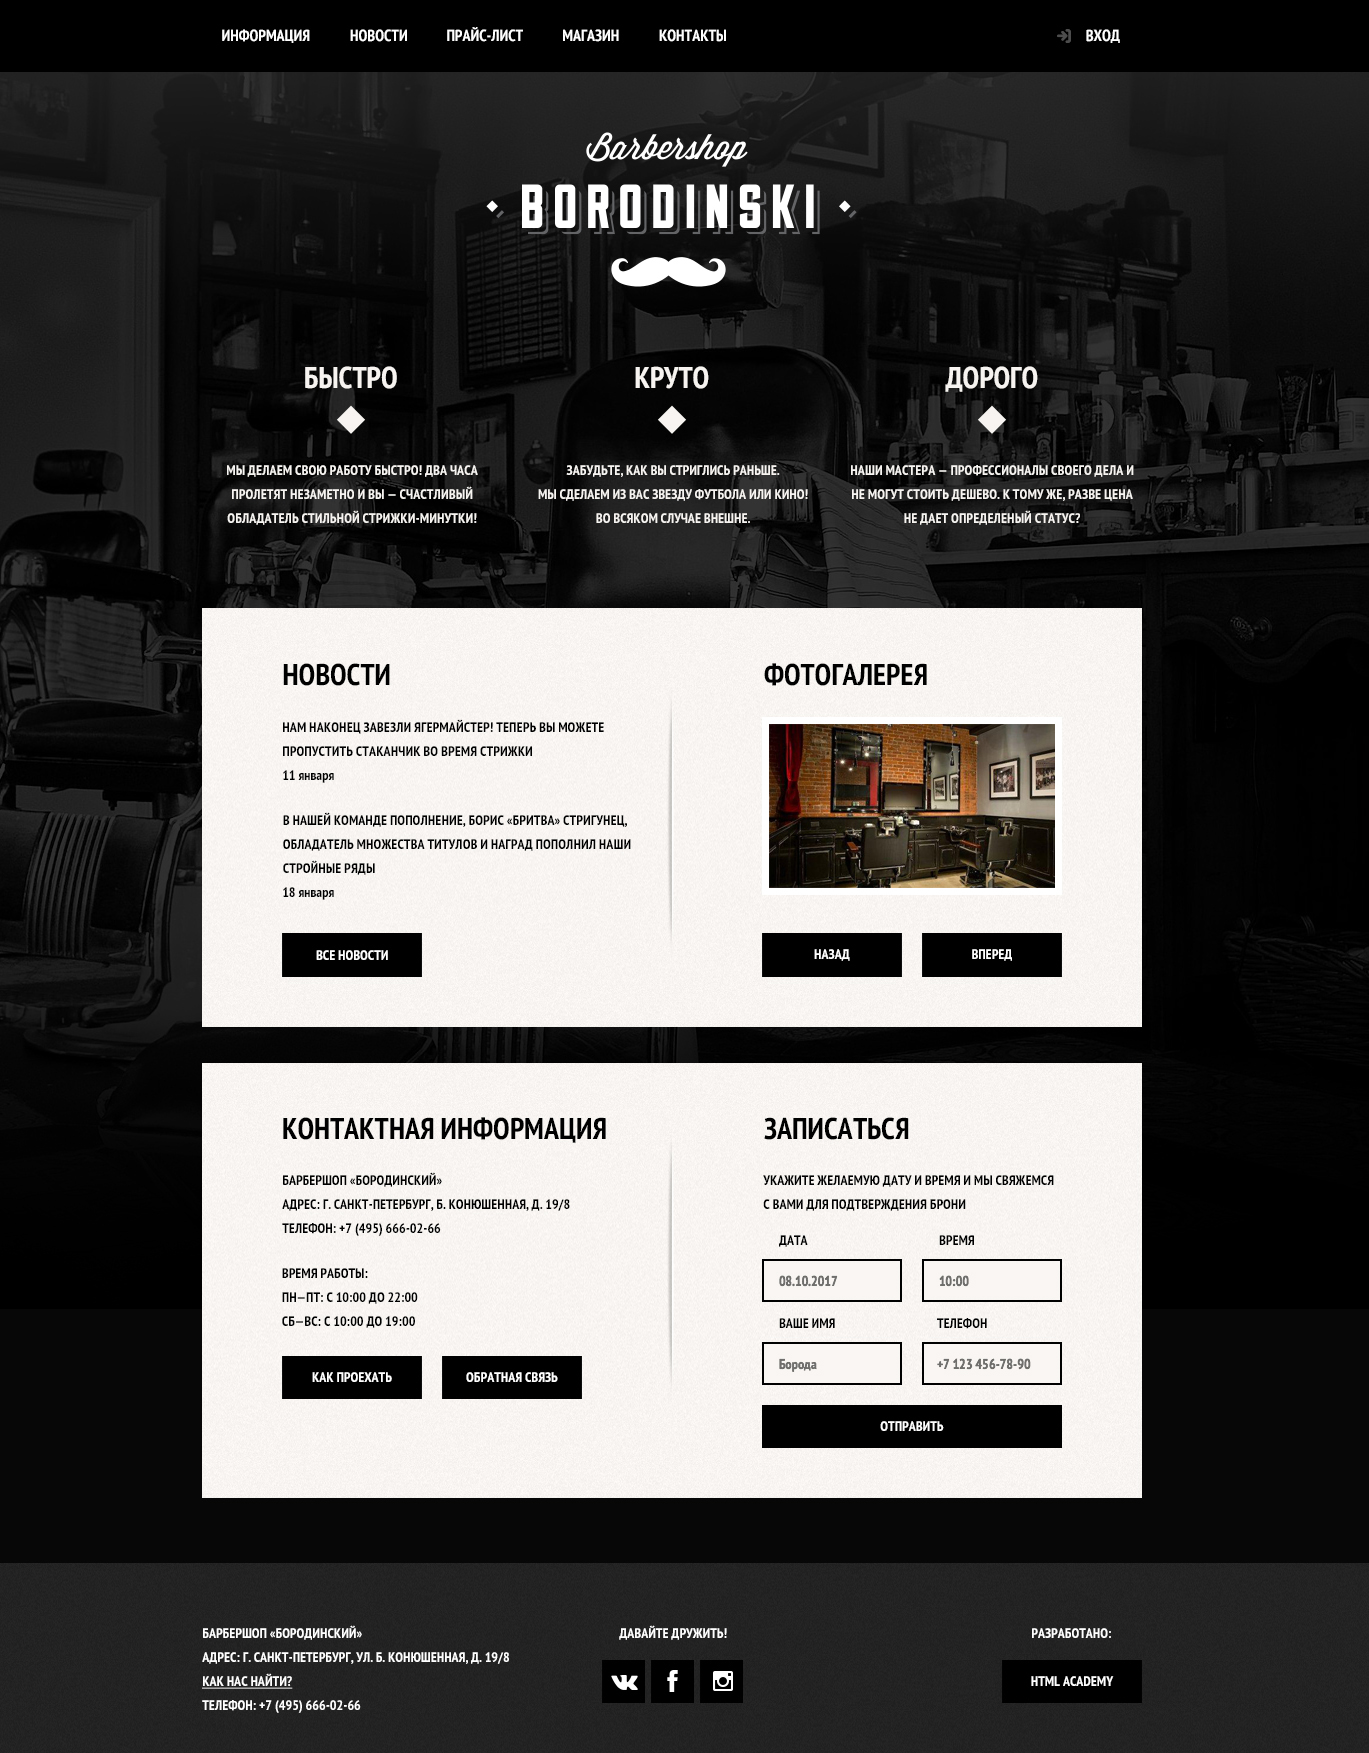 ИНФОРМАЦИЯ НОВОСТИ ПРАЙС-ЛИСТ МАГАЗИН КОНТАКТЫ ВХОД
Barbershop
BORODINSKI
БЫСТРО
МЫ ДЕЛАЕМ СВОЮ РАБОТУ БЫСТРО! ДВА ЧАСА
ПРОЛЕТЯТ НЕЗАМЕТНО И ВЫ — СЧАСТЛИВЫЙ
ОБЛАДАТЕЛЬ СТИЛЬНОЙ СТРИЖКИ-МИНУТКИ!
КРУТО
ЗАБУДЬТЕ, КАК ВЫ СТРИГЛИСЬ РАНЬШЕ.
МЫ СДЕЛАЕМ ИЗ ВАС ЗВЕЗДУ ФУТБОЛА ИЛИ КИНО!
ВО ВСЯКОМ СЛУЧАЕ ВНЕШНЕ.
ДОРОГО
НАШИ МАСТЕРА — ПРОФЕССИОНАЛЫ СВОЕГО ДЕЛА И
НЕ МОГУТ СТОИТЬ ДЕШЕВО. К ТОМУ ЖЕ, РАЗВЕ ЦЕНА
НЕ ДАЕТ ОПРЕДЕЛЕНЫЙ СТАТУС?
НОВОСТИ
НАМ НАКОНЕЦ ЗАВЕЗЛИ ЯГЕРМАЙСТЕР! ТЕПЕРЬ ВЫ МОЖЕТЕ
ПРОПУСТИТЬ СТАКАНЧИК ВО ВРЕМЯ СТРИЖКИ
11 января
В НАШЕЙ КОМАНДЕ ПОПОЛНЕНИЕ, БОРИС «БРИТВА» СТРИГУНЕЦ,
ОБЛАДАТЕЛЬ МНОЖЕСТВА ТИТУЛОВ И НАГРАД ПОПОЛНИЛ НАШИ
СТРОЙНЫЕ РЯДЫ
18 января
ВСЕ НОВОСТИ
ФОТОГАЛЕРЕЯ
НАЗАД ВПЕРЕД
КОНТАКТНАЯ ИНФОРМАЦИЯ
БАРБЕРШОП «БОРОДИНСКИЙ»
АДРЕС: Г. САНКТ-ПЕТЕРБУРГ, Б. КОНЮШЕННАЯ, Д. 19/8
ТЕЛЕФОН: +7 (495) 666-02-66
ВРЕМЯ РАБОТЫ:
ПН—ПТ: С 10:00 ДО 22:00
СБ—ВС: С 10:00 ДО 19:00
КАК ПРОЕХАТЬ ОБРАТНАЯ СВЯЗЬ
ЗАПИСАТЬСЯ
УКАЖИТЕ ЖЕЛАЕМУЮ ДАТУ И ВРЕМЯ И МЫ СВЯЖЕМСЯ
С ВАМИ ДЛЯ ПОДТВЕРЖДЕНИЯ БРОНИ
ДАТА ВРЕМЯ
08.10.2017 10:00
ВАШЕ ИМЯ ТЕЛЕФОН
Борода +7 123 456-78-90
ОТПРАВИТЬ
БАРБЕРШОП «БОРОДИНСКИЙ»
АДРЕС: Г. САНКТ-ПЕТЕРБУРГ, УЛ. Б. КОНЮШЕННАЯ, Д. 19/8
КАК НАС НАЙТИ?
ТЕЛЕФОН: +7 (495) 666-02-66
ДАВАЙТЕ ДРУЖИТЬ!
РАЗРАБОТАНО:
HTML ACADEMY